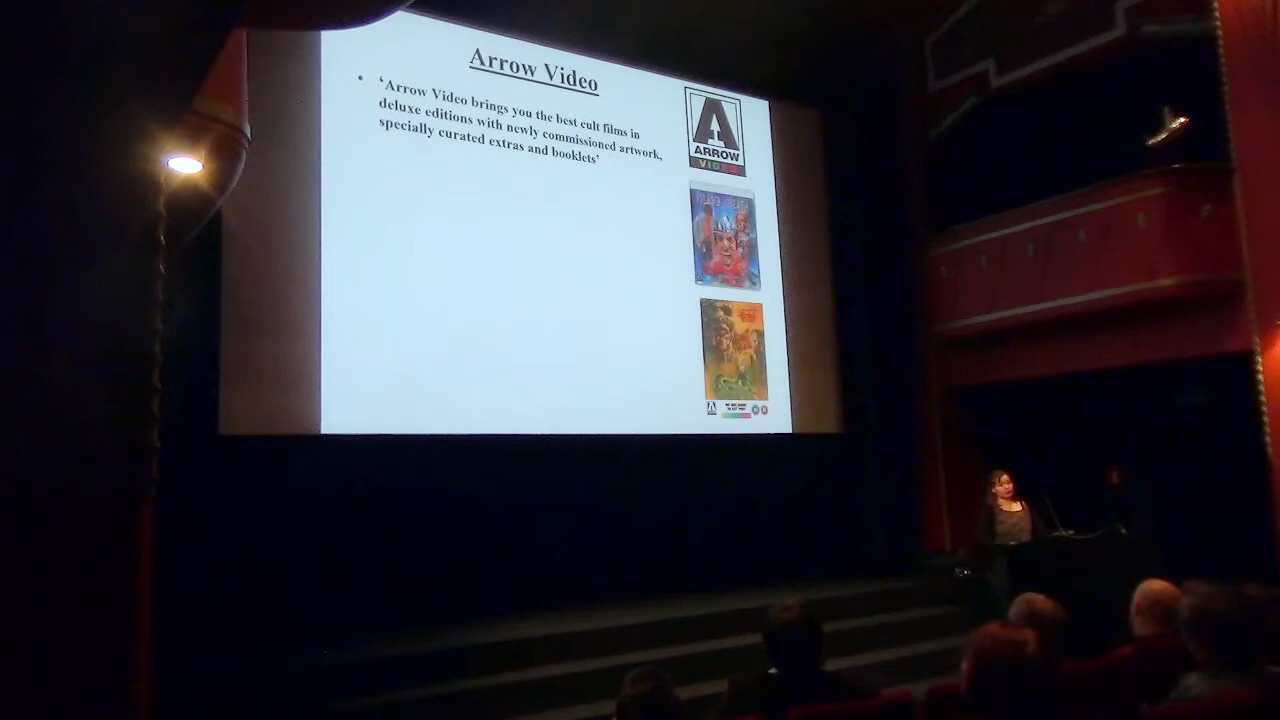 Arrow Video
• ‘Arrow Video brings you the best cult films in
deluxe editions with newly commissioned artwork,
specially curated extras and booklets’
A
ARROW
VIDEO